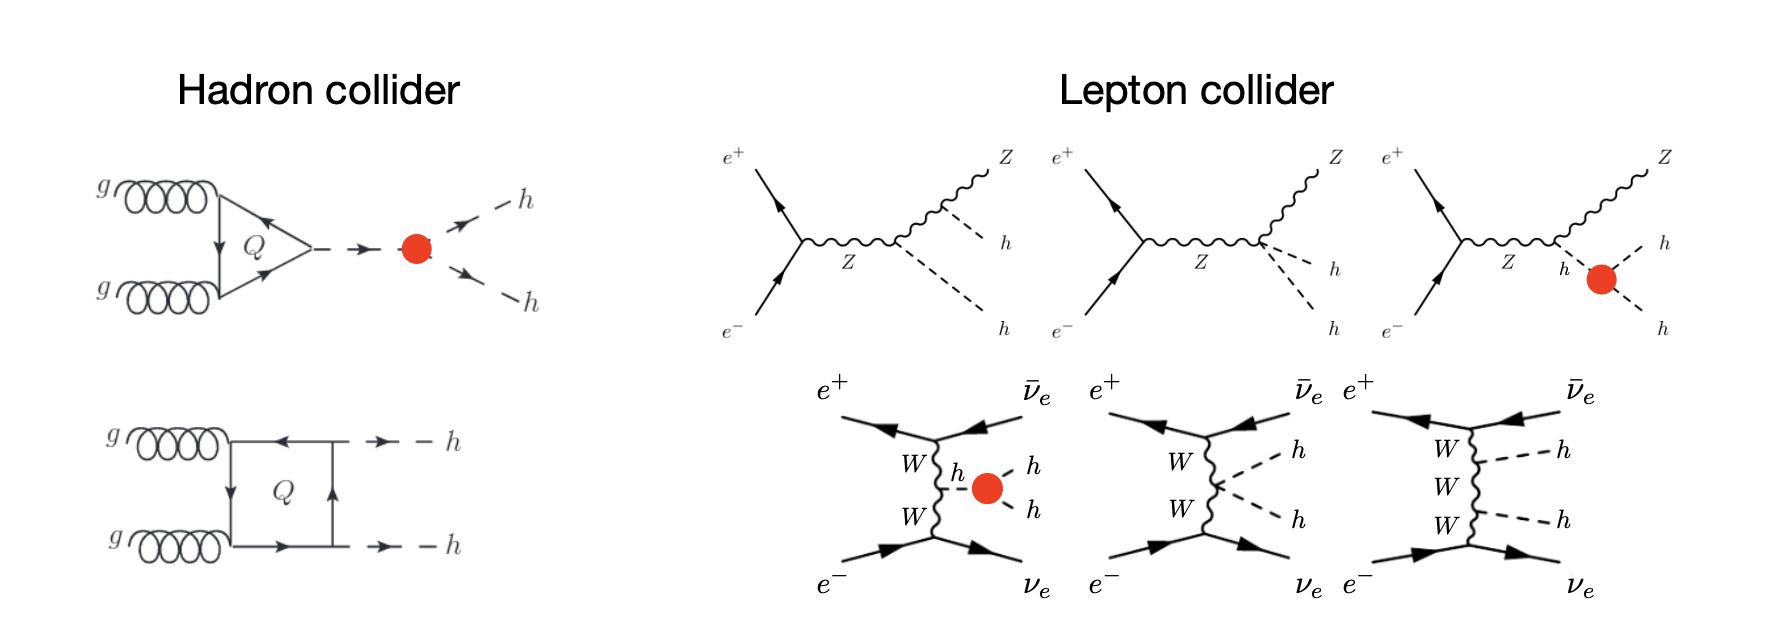 Hadron collider
g
g
Q
h
h
g
g
Q
h
h
Lepton collider
e⁺
e⁻
Z
Z
h
h
e⁺
e⁻
Z
Z
h
h
e⁺
e⁻
Z
Z
h
h
h
e⁺
ν̄ₑ
W
h
h
h
W
e⁻
νₑ
e⁺
ν̄ₑ
W
h
W
h
e⁻
νₑ
e⁺
ν̄ₑ
W
h
W
W
h
e⁻
νₑ